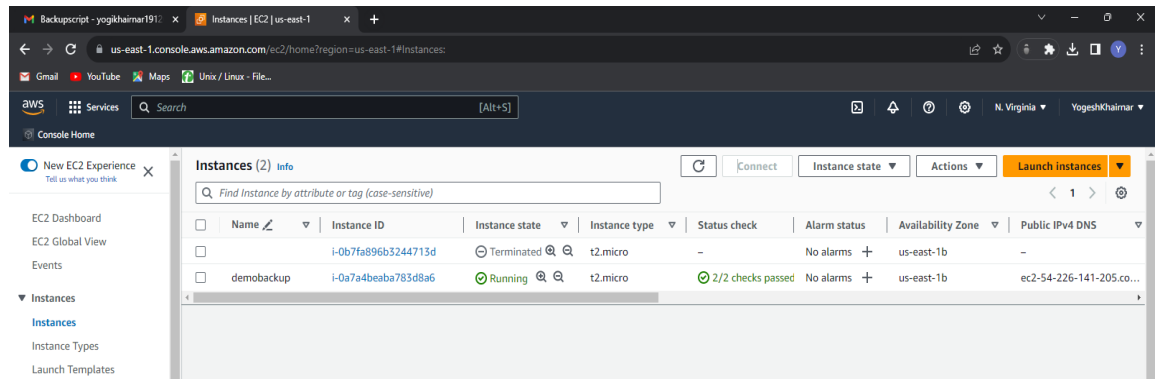 Backupscript - yogikhairnar1912
Instances | EC2 | us-east-1
us-east-1.console.aws.amazon.com/ec2/home?region=us-east-1#Instances:
Y
Gmail
YouTube
Maps
Unix / Linux - File...
aws
Services
Search
[Alt+S]
N. Virginia
YogeshKhairnar
Console Home
New EC2 Experience
Tell us what you think
EC2 Dashboard
EC2 Global View
Events
Instances
Instances
Instance Types
Launch Templates
Instances (2) Info
Connect
Instance state
Actions
Launch instances
Find Instance by attribute or tag (case-sensitive)
1
Name Instance ID Instance state Instance type Status check Alarm status Availability Zone Public IPv4 DNS
i-0b7fa896b3244713d Terminated t2.micro – No alarms + us-east-1b –
demobackup i-0a7a4beaba783d8a6 Running t2.micro 2/2 checks passed No alarms + us-east-1b ec2-54-226-141-205.co...